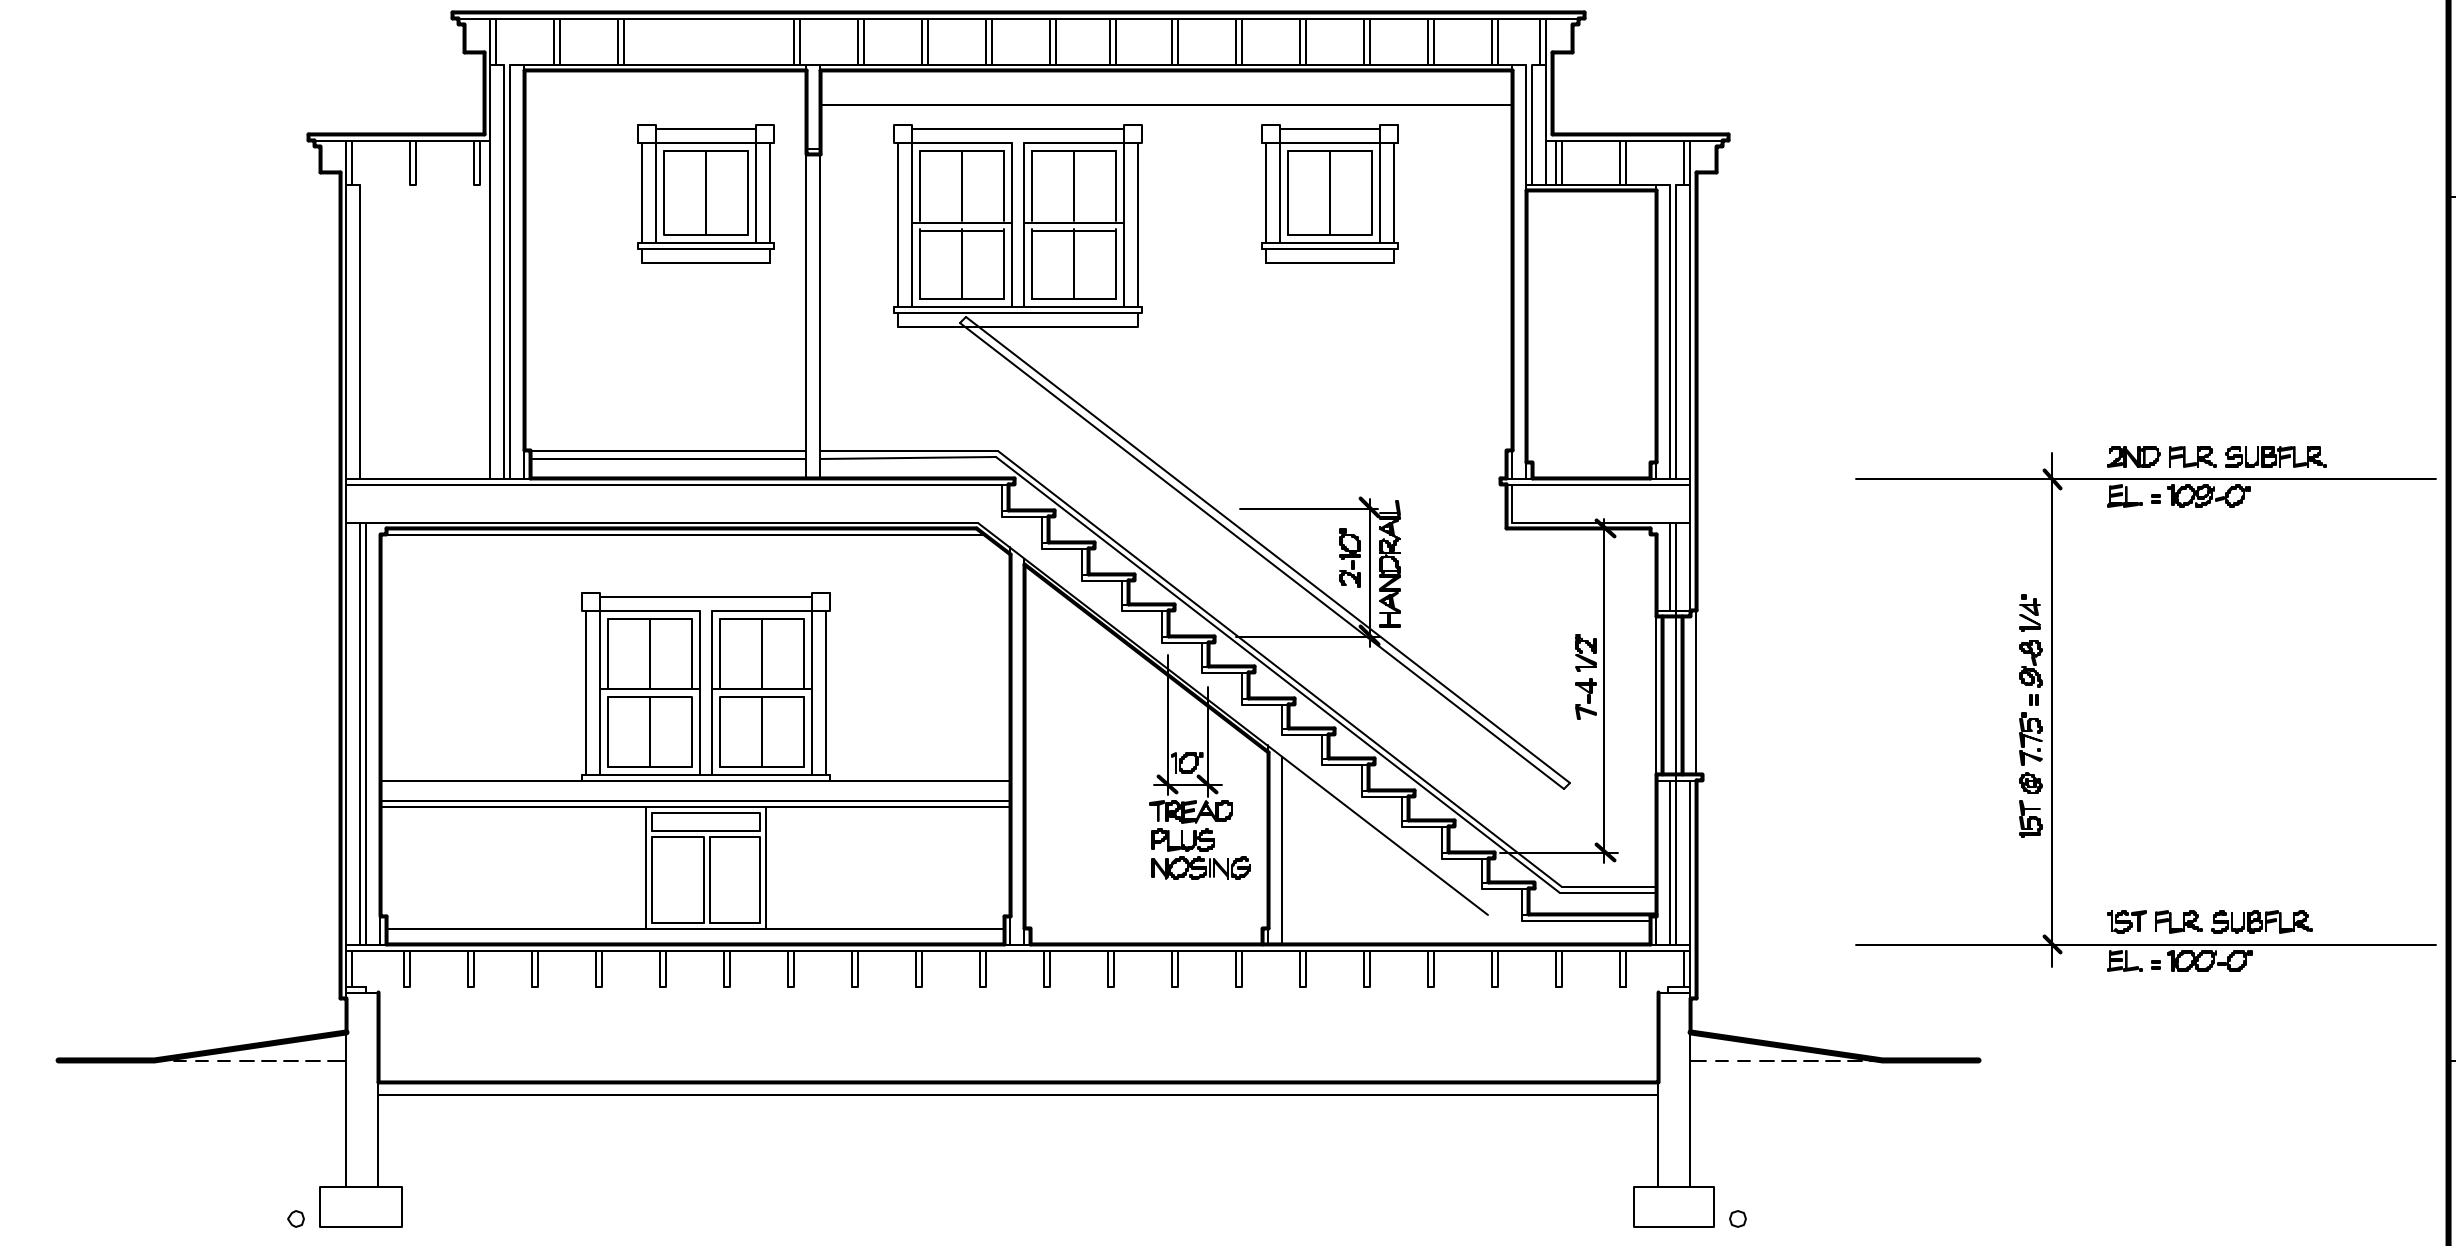 2ND FLR. SUBFLR.
EL. = 109'-0"
2'-10"
HANDRAIL
7'-4 1/2"
15T @ 7.75" = 9'-8 1/4"
10"
TREAD
PLUS
NOSING
1ST FLR. SUBFLR.
EL. = 100'-0"